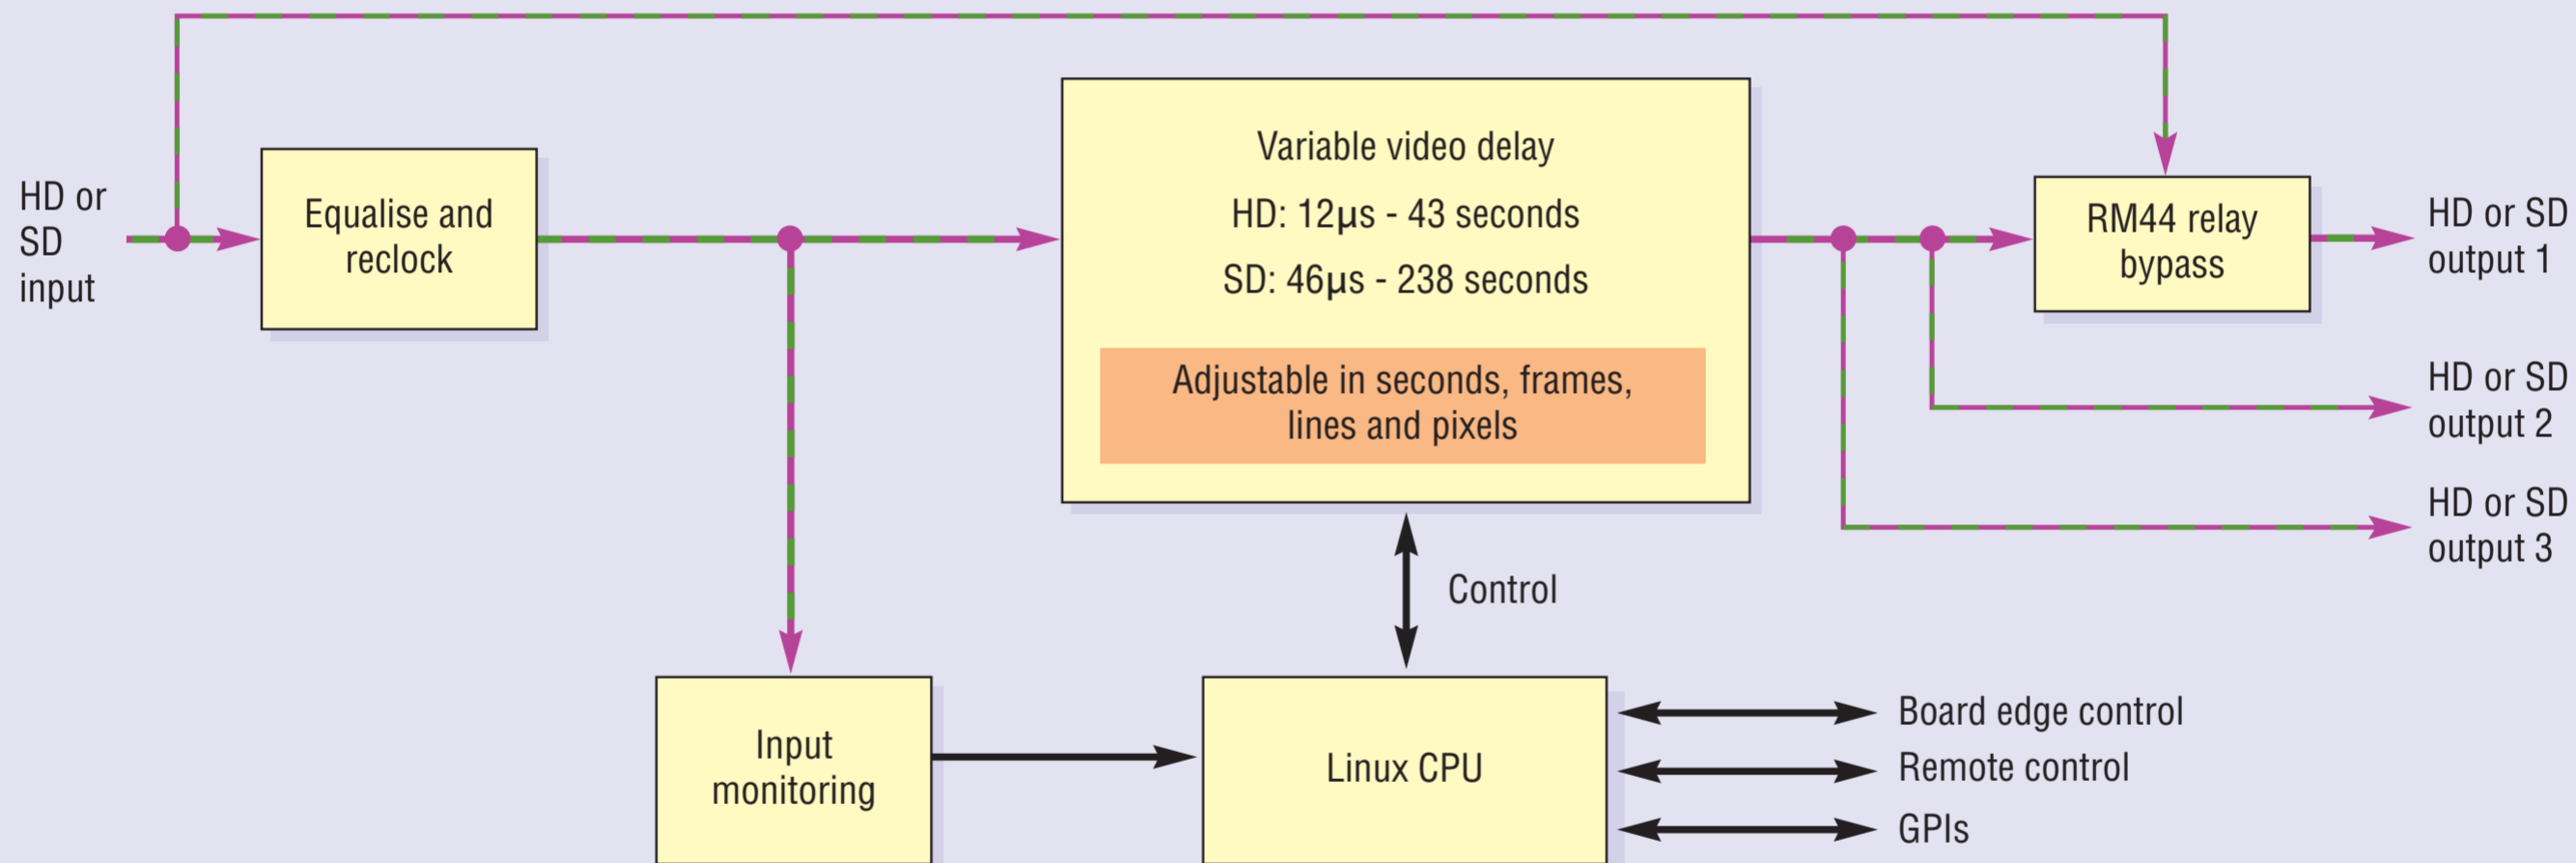 HD or
SD
input
Equalise and
reclock
Variable video delay
HD: 12µs - 43 seconds
SD: 46µs - 238 seconds
Adjustable in seconds, frames,
lines and pixels
RM44 relay
bypass
HD or SD
output 1
HD or SD
output 2
HD or SD
output 3
Control
Input
monitoring
Linux CPU
Board edge control
Remote control
GPIs